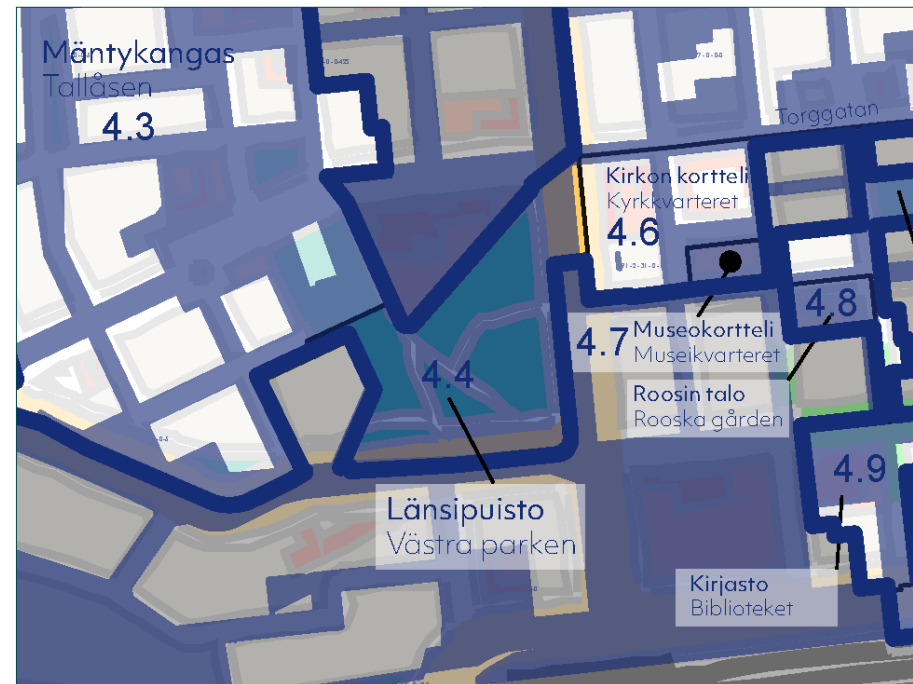 Mäntykangas
Tallåsen
4.3
Torggatan
Kirkon kortteli
Kyrkkvarteret
4.6
4.8
4.7
Museokortteli
Museikvarteret
4.4
Roosin talo
Rooska gården
4.9
Länsipuisto
Västra parken
Kirjasto
Biblioteket